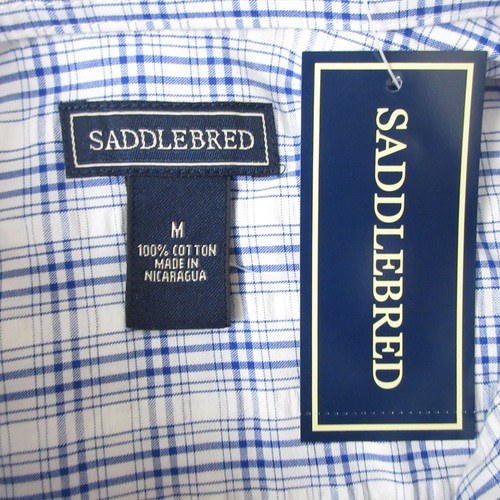 SADDLEBRED
M
100% COTTON
MADE IN
NICARAGUA
SADDLEBRED